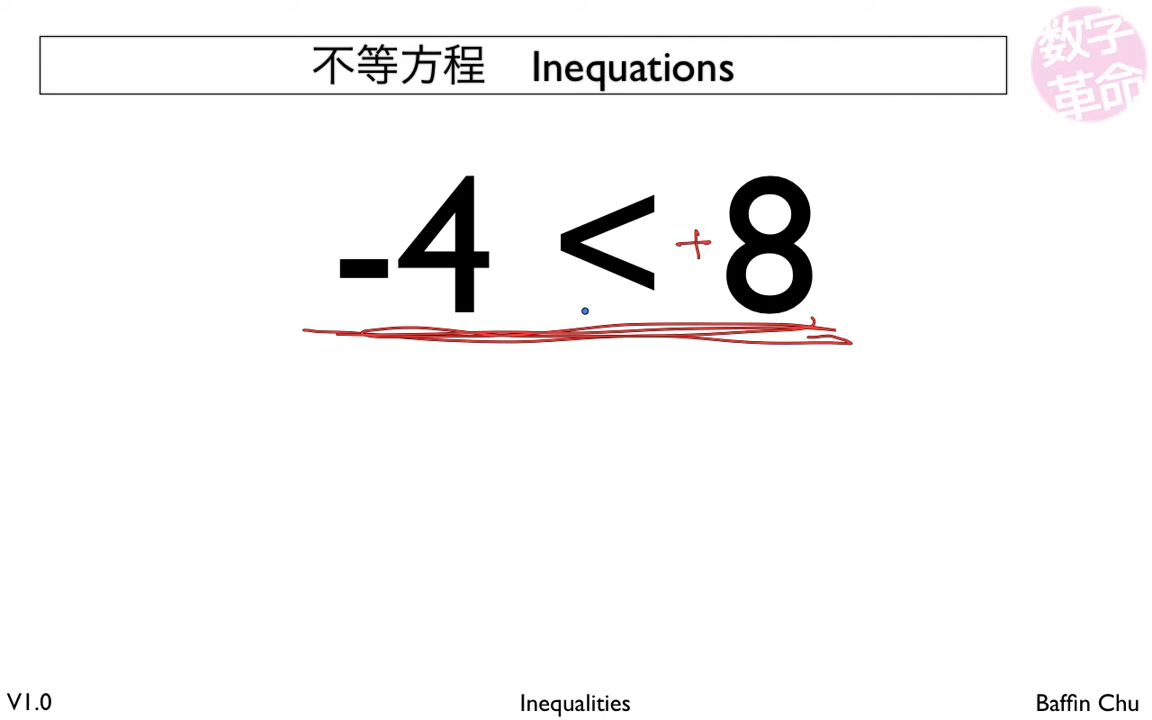 不等方程 Inequations
数字
革命
-4 < +8
V1.0 Inequalities Baffin Chu